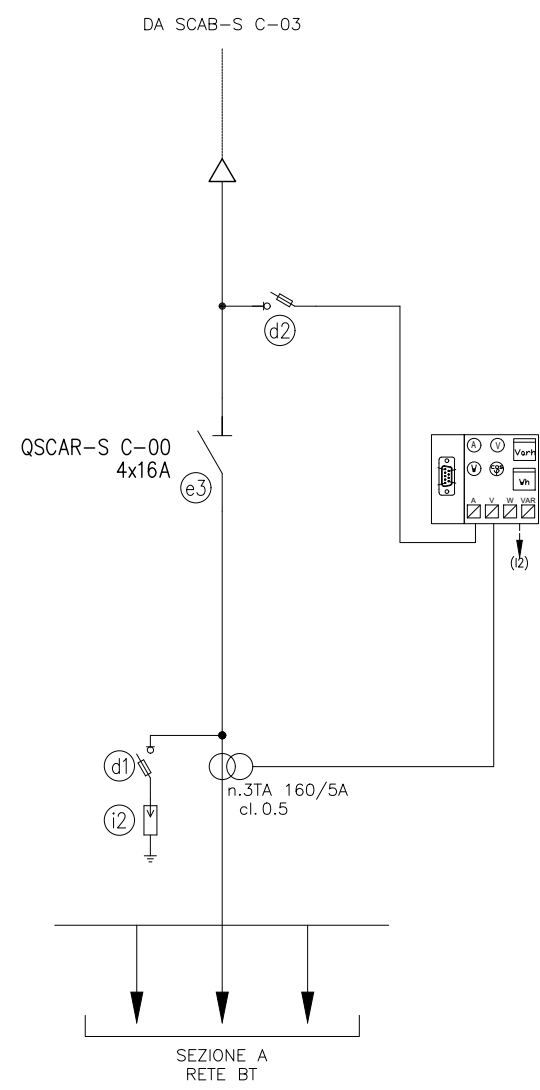 DA SCAB-S C-03
d2
QSCAR-S C-00
4x16A
e3
A V Varh
W cos φ Wh
A V W VAR
(I2)
d1
n.3TA 160/5A
cl.0.5
i2
SEZIONE A
RETE BT